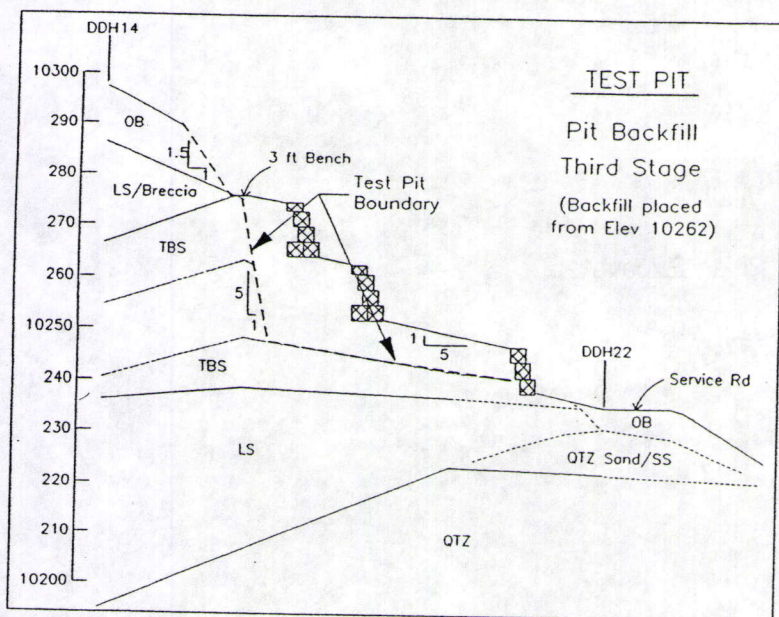 DDH14
TEST PIT
Pit Backfill
Third Stage
(Backfill placed
from Elev 10262)
10300
290
280
270
260
10250
240
230
220
210
10200
OB
1.5
1
3 ft Bench
LS/Breccia
Test Pit
Boundary
TBS
5
1
1
5
DDH22
TBS
Service Rd
OB
LS
QTZ Sand/SS
QTZ